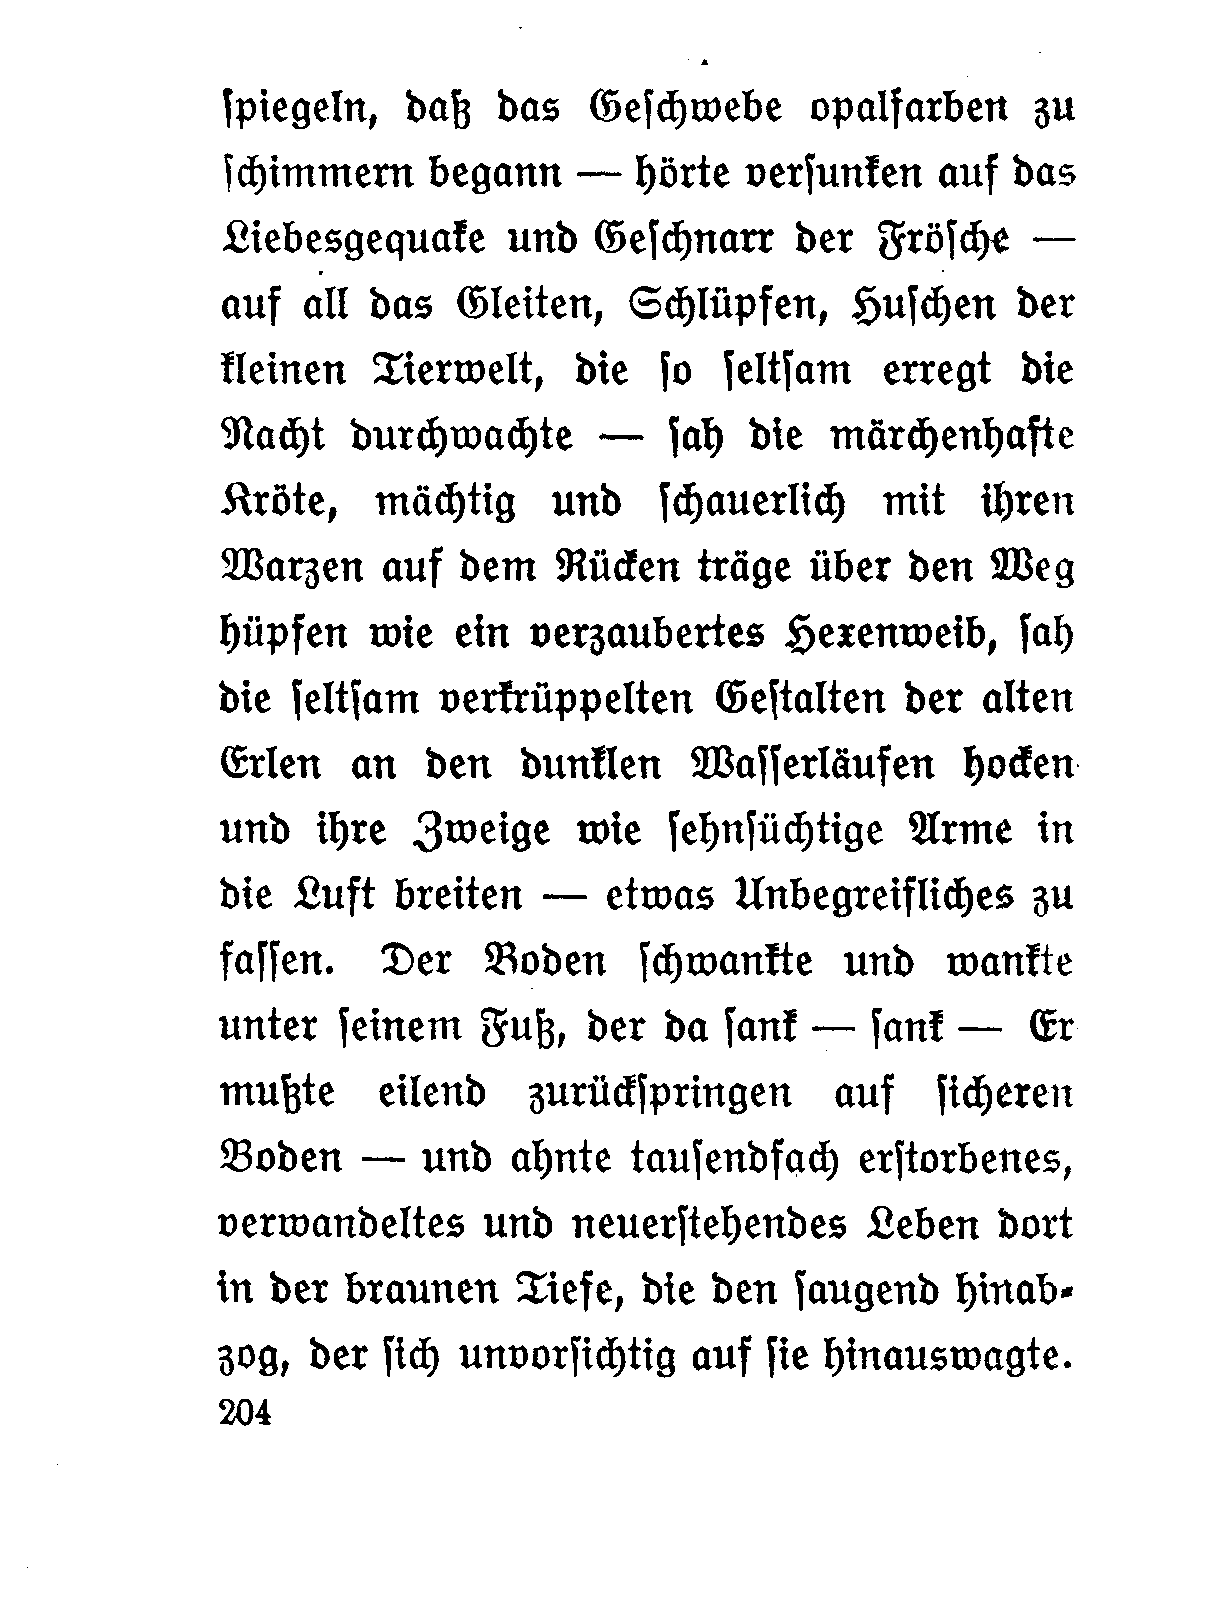 ſpiegeln, daß das Geſchwebe opalfarben zu
ſchimmern begann — hörte verſunken auf das
Liebesgequake und Geſchnarr der Fröſche —
auf all das Gleiten, Schlüpfen, Huſchen der
kleinen Tierwelt, die ſo ſeltſam erregt die
Nacht durchwachte — ſah die märchenhafte
Kröte, mächtig und ſchauerlich mit ihren
Warzen auf dem Rücken träge über den Weg
hüpfen wie ein verzaubertes Hexenweib, ſah
die ſeltſam verkrüppelten Geſtalten der alten
Erlen an den dunklen Waſſerläufen hocken
und ihre Zweige wie ſehnſüchtige Arme in
die Luft breiten — etwas Unbegreifliches zu
faſſen. Der Boden ſchwankte und wankte
unter ſeinem Fuß, der da ſank — ſank — Er
mußte eilend zurückſpringen auf ſicheren
Boden — und ahnte tauſendfach erſtorbenes,
verwandeltes und neuerſtehendes Leben dort
in der braunen Tiefe, die den ſaugend hinab-
zog, der ſich unvorſichtig auf ſie hinauswagte.
204